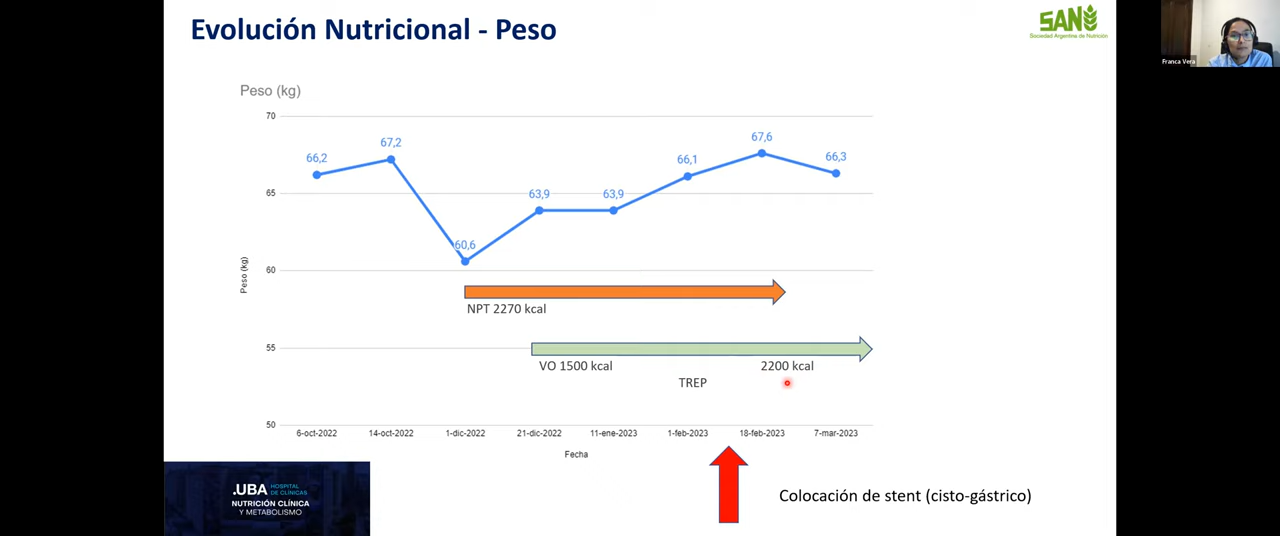 Evolución Nutricional - Peso
SAN
Sociedad Argentina de Nutrición
Franca Vera
Peso (kg)
70
65
60
55
50
Peso (kg)
66,2
67,2
60,6
63,9
63,9
66,1
67,6
66,3
NPT 2270 kcal
VO 1500 kcal
2200 kcal
TREP
6-oct-2022
14-oct-2022
1-dic-2022
21-dic-2022
11-ene-2023
1-feb-2023
18-feb-2023
7-mar-2023
Fecha
.UBA HOSPITAL
DE CLÍNICAS
NUTRICIÓN CLÍNICA
Y METABOLISMO
Colocación de stent (cisto-gástrico)